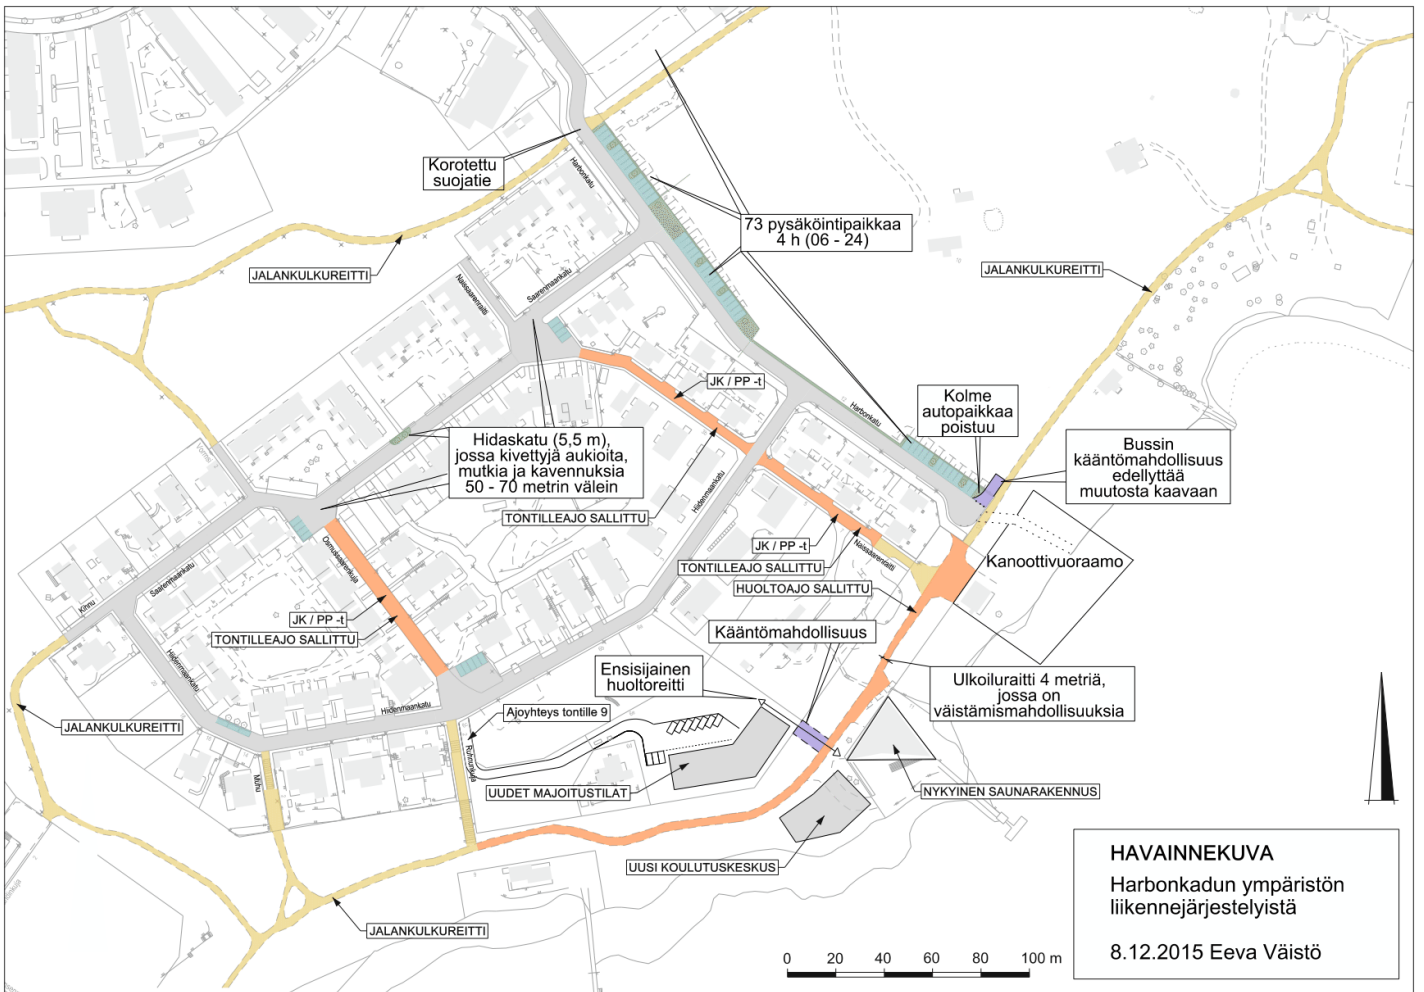 Korotettu
suojatie
Harbonkatu
73 pysäköintipaikkaa
4 h (06 - 24)
JALANKULKUREITTI
JALANKULKUREITTI
Naissaarenraitti
Saarenmaankatu
JK / PP -t
Harbonkatu
Kolme
autopaikkaa
poistuu
Hidaskatu (5,5 m),
jossa kivettyjä aukioita,
mutkia ja kavennuksia
50 - 70 metrin välein
Bussin
kääntömahdollisuus
edellyttää
muutosta kaavaan
Hiidenmaankatu
TONTILLEAJO SALLITTU
JK / PP -t
TONTILLEAJO SALLITTU
Naissaarenraitti
HUOLTOAJO SALLITTU
Kanoottivuoraamo
Osmussaarenkuja
Saarenmaankatu
Kihnu
JK / PP -t
TONTILLEAJO SALLITTU
Kääntömahdollisuus
Ensisijainen
huoltoreitti
Ulkoiluraitti 4 metriä,
jossa on
väistämismahdollisuuksia
Hiidenmaankatu
Hiidenmaankatu
Ajoyhteys tontille 9
JALANKULKUREITTI
Ruhnunkuja
Muhu
UUDET MAJOITUSTILAT
NYKYINEN SAUNARAKENNUS
UUSI KOULUTUSKESKUS
JALANKULKUREITTI
HAVAINNEKUVA
Harbonkadun ympäristön
liikennejärjestelyistä
8.12.2015 Eeva Väistö
0 20 40 60 80 100 m